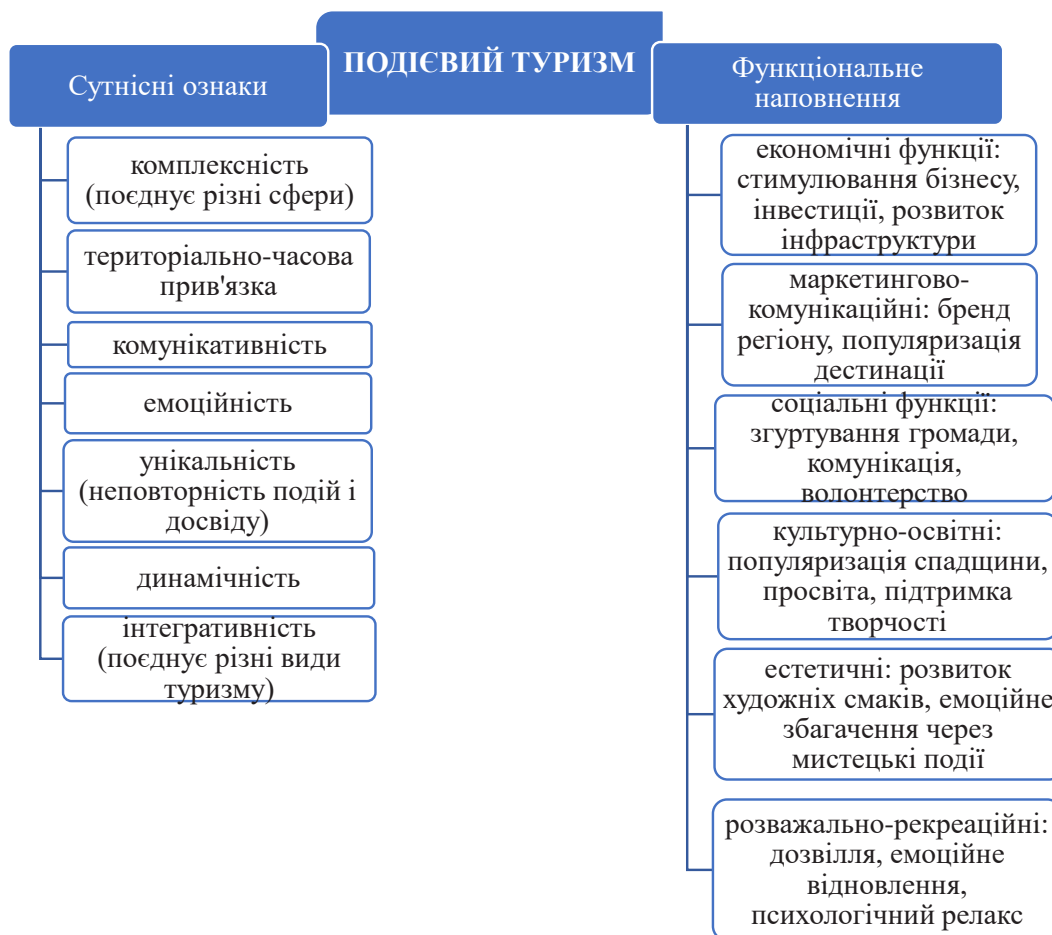 ПОДІЄВИЙ ТУРИЗМ
Сутнісні ознаки
комплексність
(поєднує різні сфери)
територіально-часова
прив'язка
комунікативність
емоційність
унікальність
(неповторність подій і
досвіду)
динамічність
інтегративність
(поєднує різні види
туризму)
Функціональне
наповнення
економічні функції:
стимулювання бізнесу,
інвестиції, розвиток
інфраструктури
маркетингово-
комунікаційні: бренд
регіону, популяризація
дестинації
соціальні функції:
згуртування громади,
комунікація,
волонтерство
культурно-освітні:
популяризація спадщини,
просвіта, підтримка
творчості
естетичні: розвиток
художніх смаків, емоційне
збагачення через
мистецькі події
розважально-рекреаційні:
дозвілля, емоційне
відновлення,
психологічний релакс